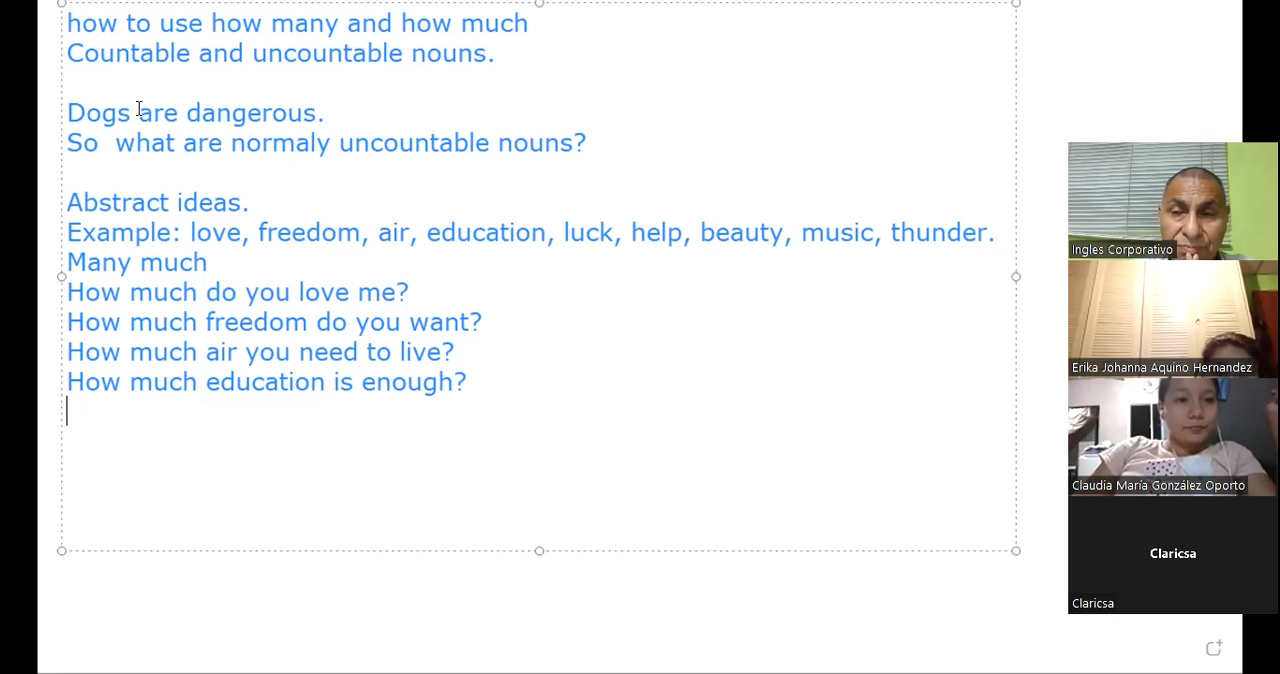 how to use how many and how much
Countable and uncountable nouns.
Dogs are dangerous.
So  what are normaly uncountable nouns?
Abstract ideas.
Example: love, freedom, air, education, luck, help, beauty, music, thunder.
Many much
How much do you love me?
How much freedom do you want?
How much air you need to live?
How much education is enough?
Ingles Corporativo
Erika Johanna Aquino Hernandez
Claudia María González Oporto
Claricsa
Claricsa